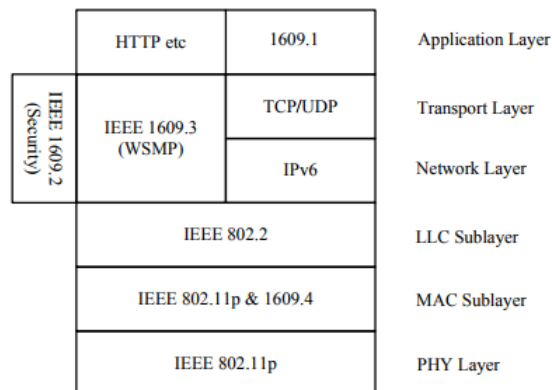 HTTP etc
1609.1
Application Layer
IEEE 1609.2
(Security)
IEEE 1609.3
(WSMP)
TCP/UDP
Transport Layer
IPv6
Network Layer
IEEE 802.2
LLC Sublayer
IEEE 802.11p & 1609.4
MAC Sublayer
IEEE 802.11p
PHY Layer